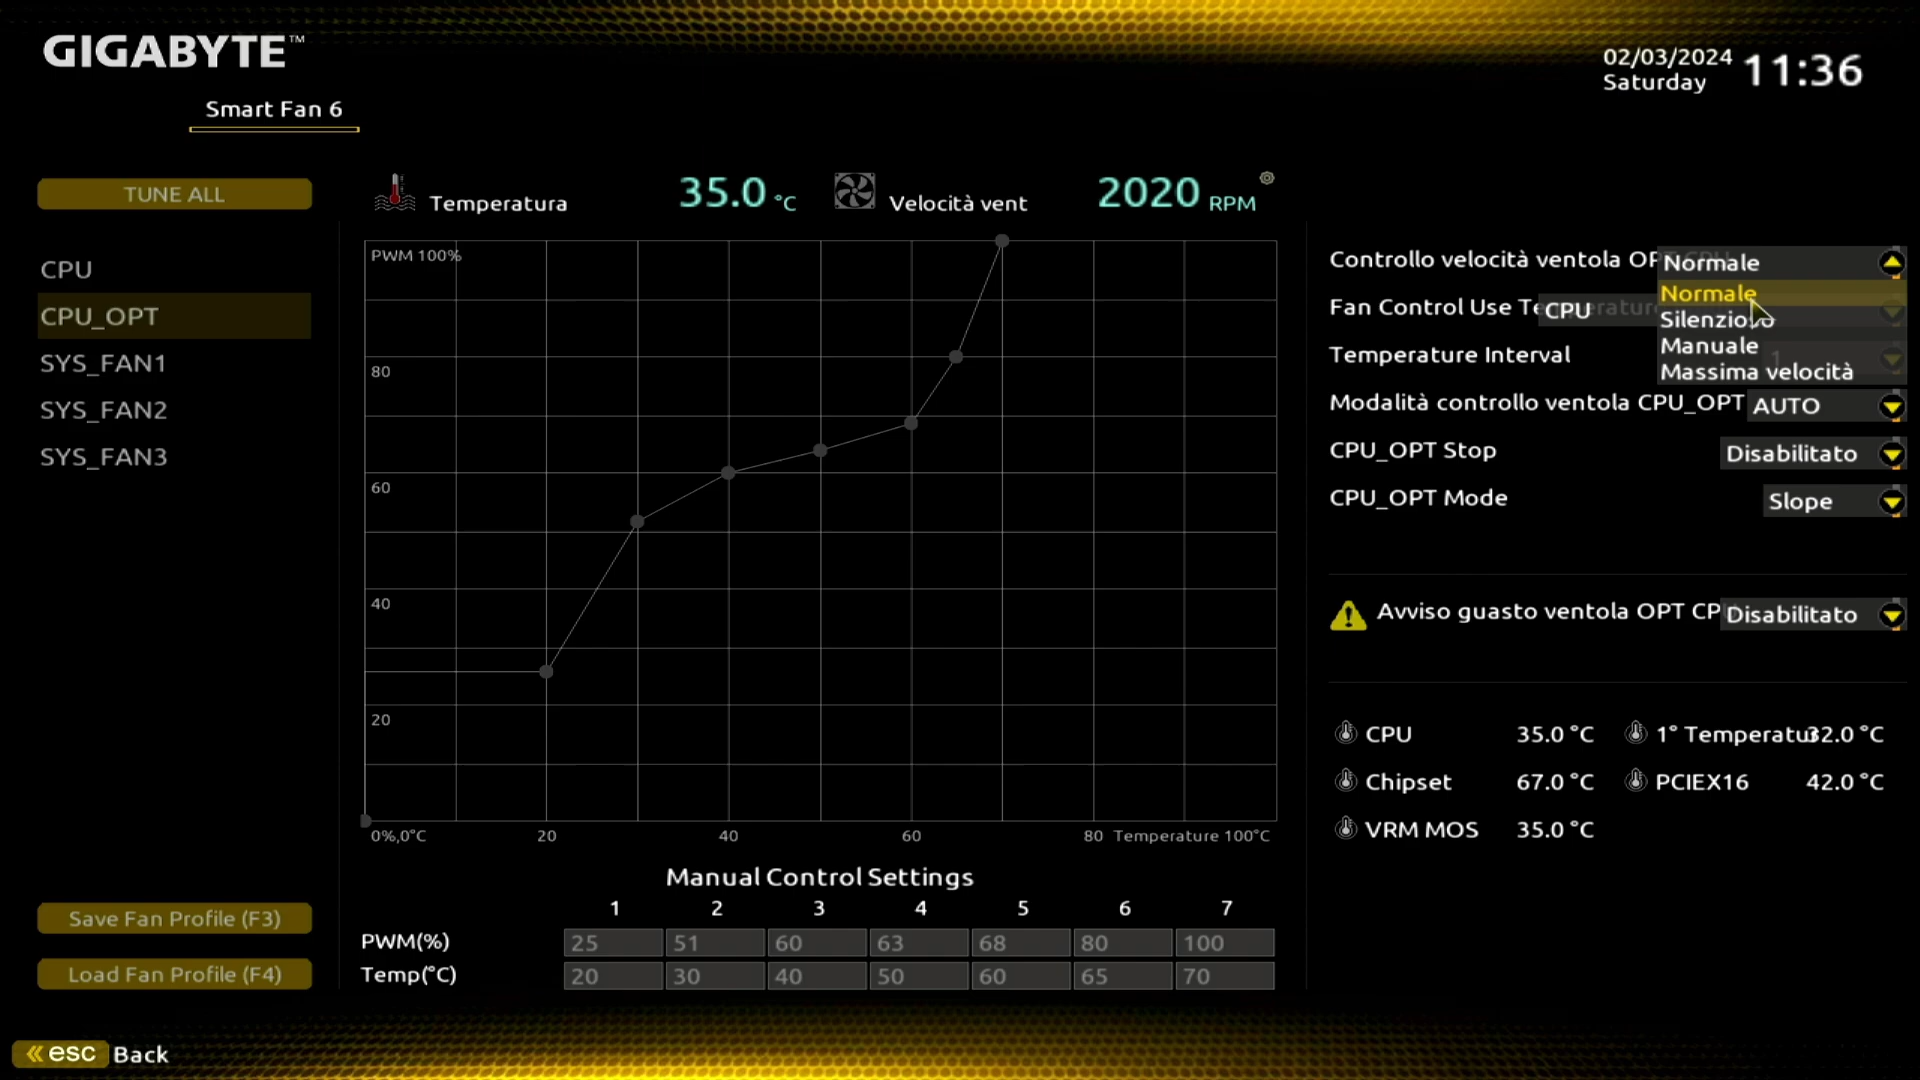 GIGABYTE™
02/03/2024
Saturday
11:36
Smart Fan 6
TUNE ALL
CPU
CPU_OPT
SYS_FAN1
SYS_FAN2
SYS_FAN3
Save Fan Profile (F3)
Load Fan Profile (F4)
Temperatura 35.0 °C
Velocità vent 2020 RPM
PWM 100%
80
60
40
20
0%,0°C 20 40 60 80 Temperature 100°C
Manual Control Settings
1 2 3 4 5 6 7
PWM(%) 25 51 60 63 68 80 100
Temp(°C) 20 30 40 50 60 65 70
Controllo velocità ventola OPT CPU Normale
Normale
Silenzioso
Manuale
Massima velocità
Fan Control Use Temperature CPU
Temperature Interval 1
Modalità controllo ventola CPU_OPT AUTO
CPU_OPT Stop Disabilitato
CPU_OPT Mode Slope
Avviso guasto ventola OPT CPU Disabilitato
CPU 35.0 °C 1° Temperatur 32.0 °C
Chipset 67.0 °C PCIEX16 42.0 °C
VRM MOS 35.0 °C
esc Back